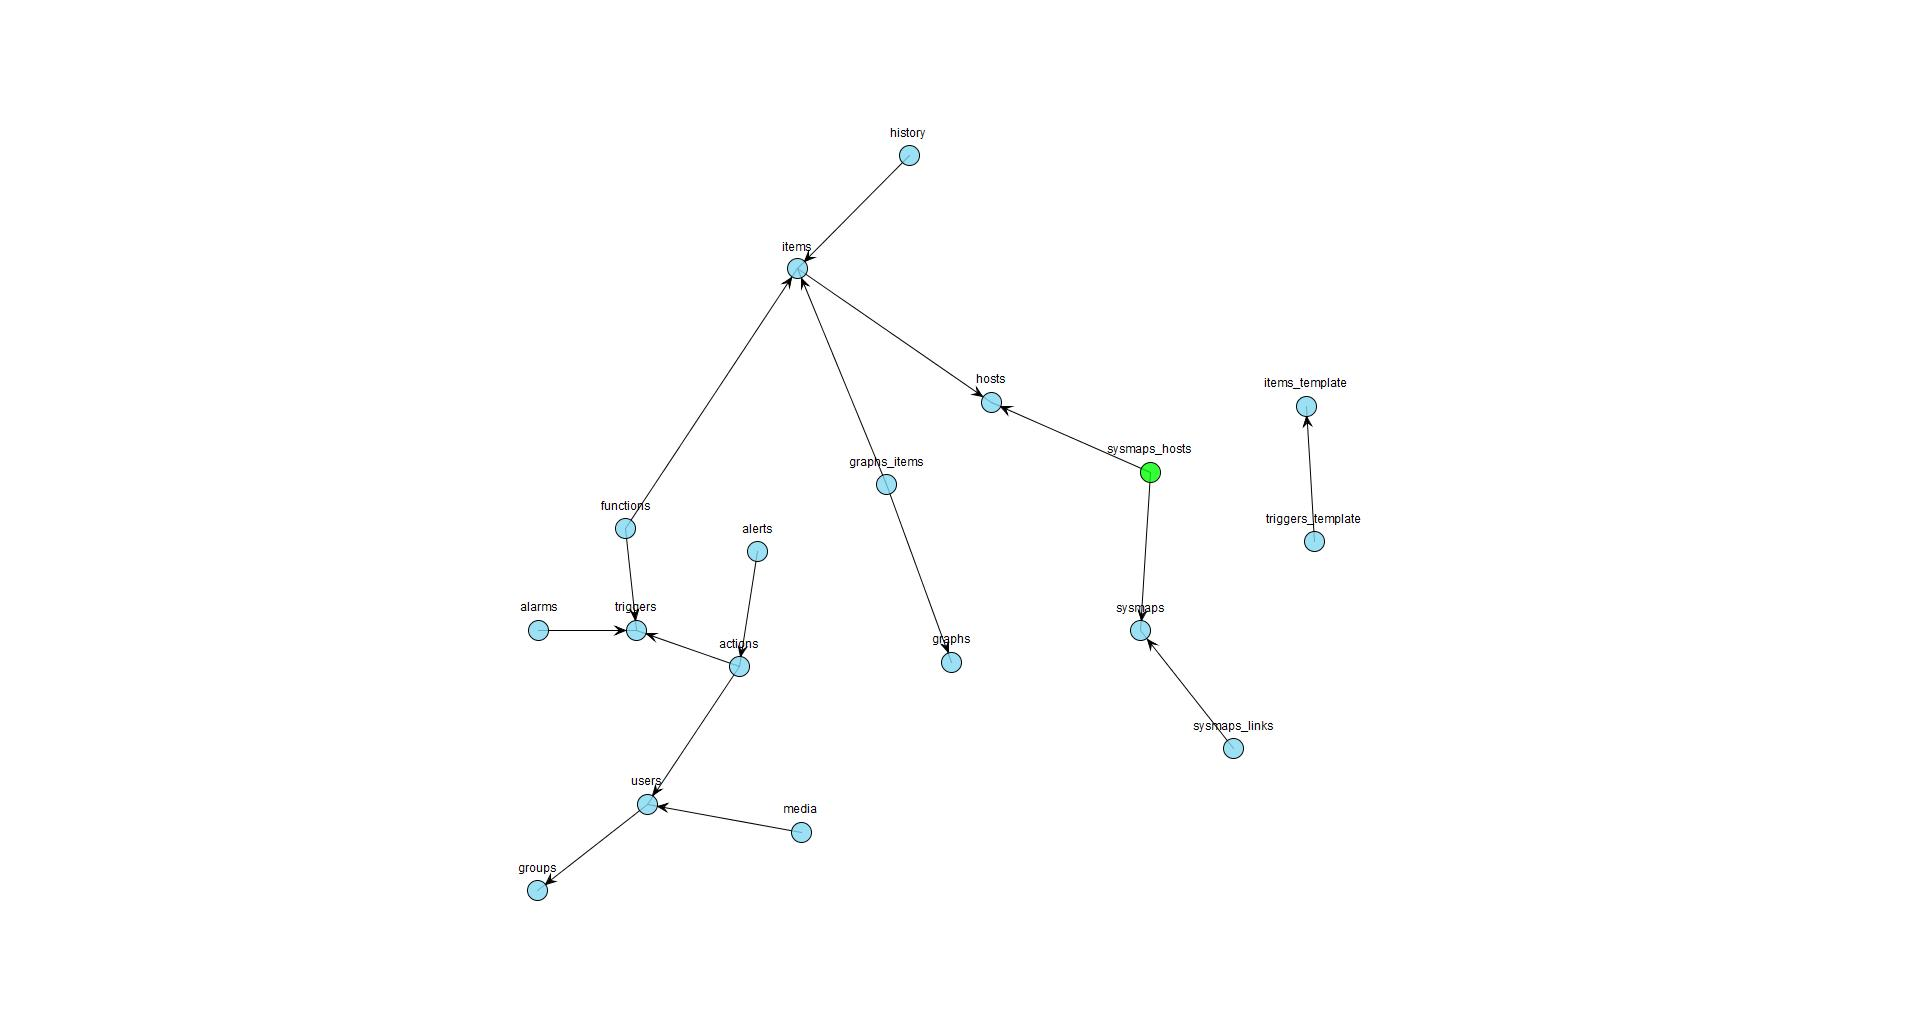 history
items
hosts
items_template
sysmaps_hosts
graphs_items
functions
triggers_template
alerts
alarms
triggers
sysmaps
graphs
actions
sysmaps_links
users
media
groups